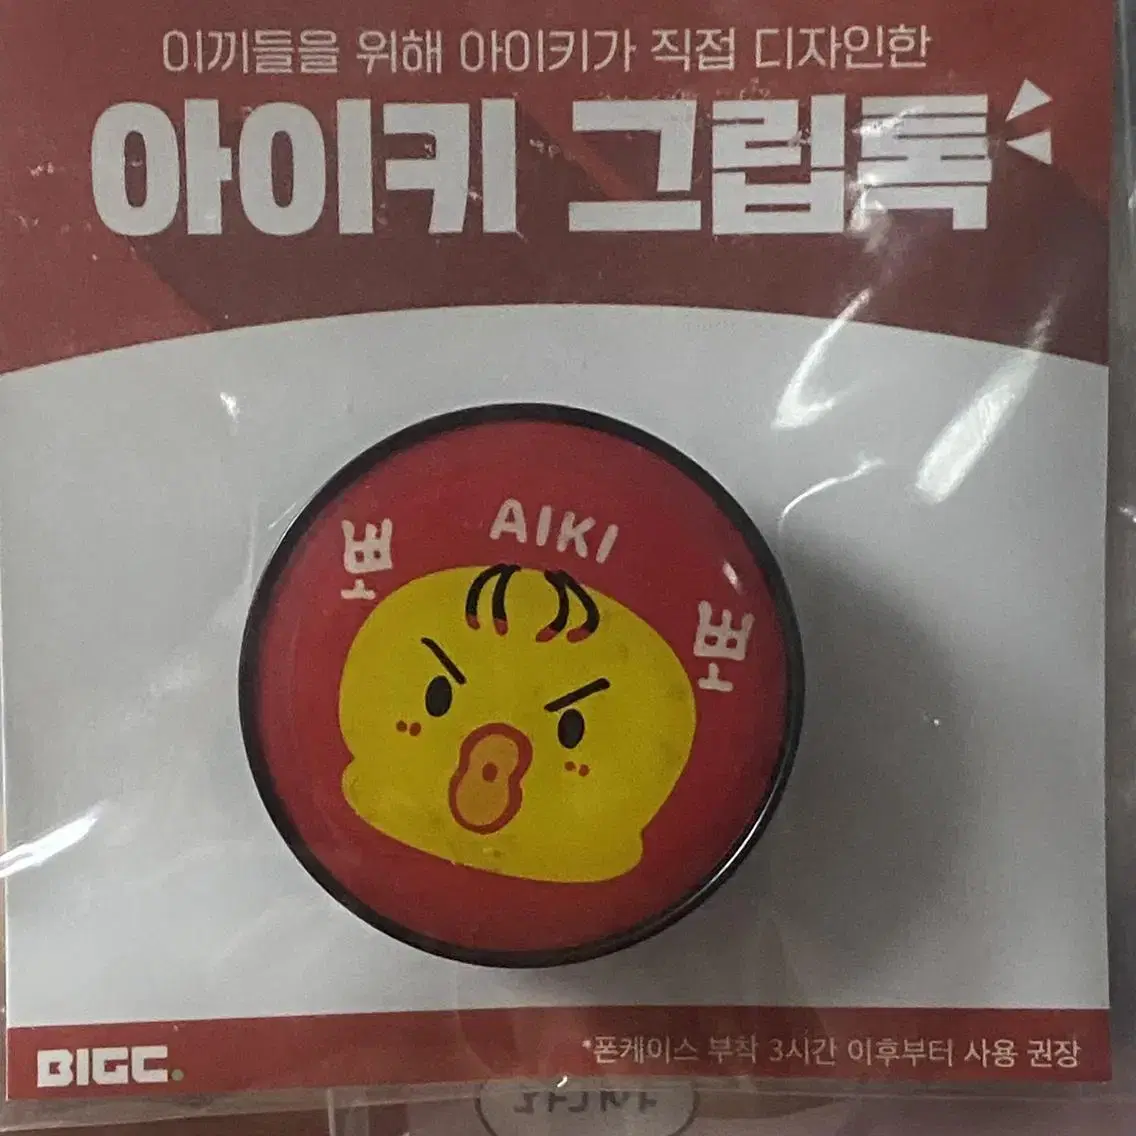 이끼들을 위해 아이키가 직접 디자인한
아이키 그립톡
AIKI
뽀
뽀
BIGC.
*폰케이스 부착 3시간 이후부터 사용 권장